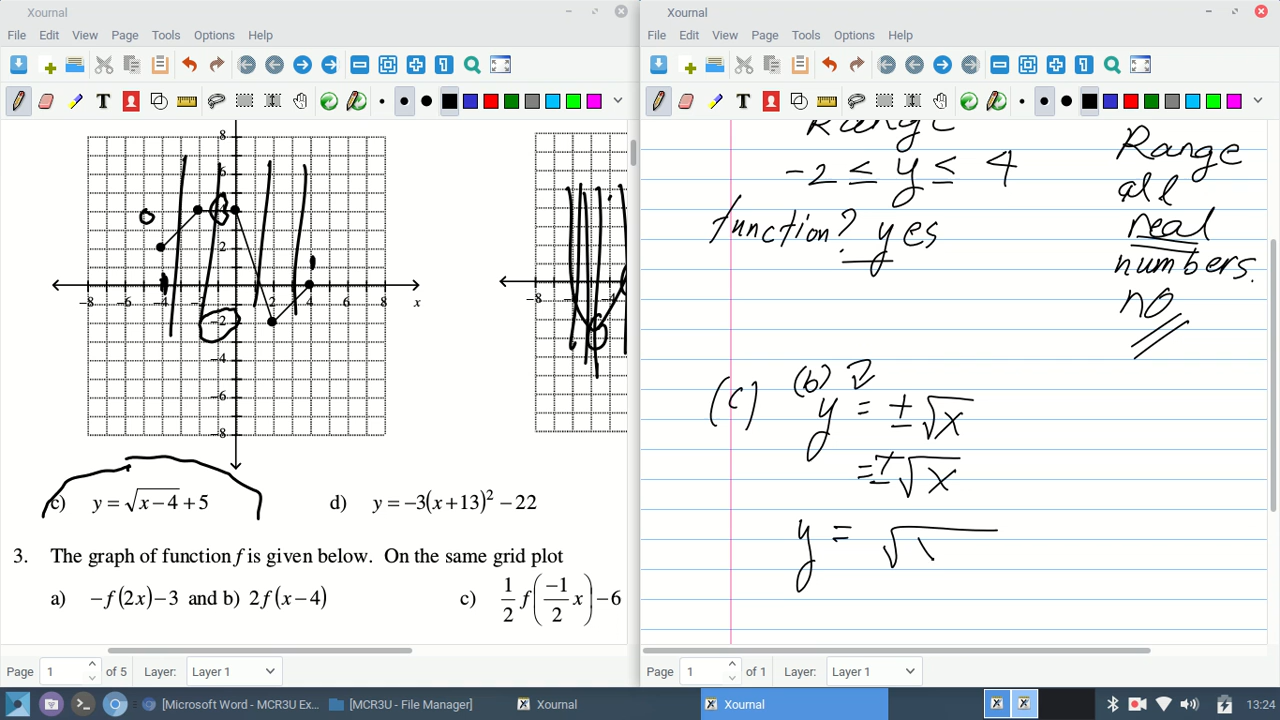 Xournal
File Edit View Page Tools Options Help
8
6
4
2
-8 -6 -4 -2 2 4 6 8 x
-2
-4
-6
-8
-8 -6 -4
c) y = √x−4 + 5 d) y = −3(x+13)² − 22
3. The graph of function f is given below. On the same grid plot
a) −f(2x)−3 and b) 2f(x−4) c) 1/2 f(−1/2 x) − 6
Page 1 of 5 Layer: Layer 1
Xournal
File Edit View Page Tools Options Help
Range
-2 ≤ y ≤ 4
function? yes
Range
all
real
numbers.
no
(c) (b) 2
y = ± √x
= ± √x
y = √
Page 1 of 1 Layer: Layer 1
[Microsoft Word - MCR3U Ex... [MCR3U - File Manager] Xournal Xournal 13:24